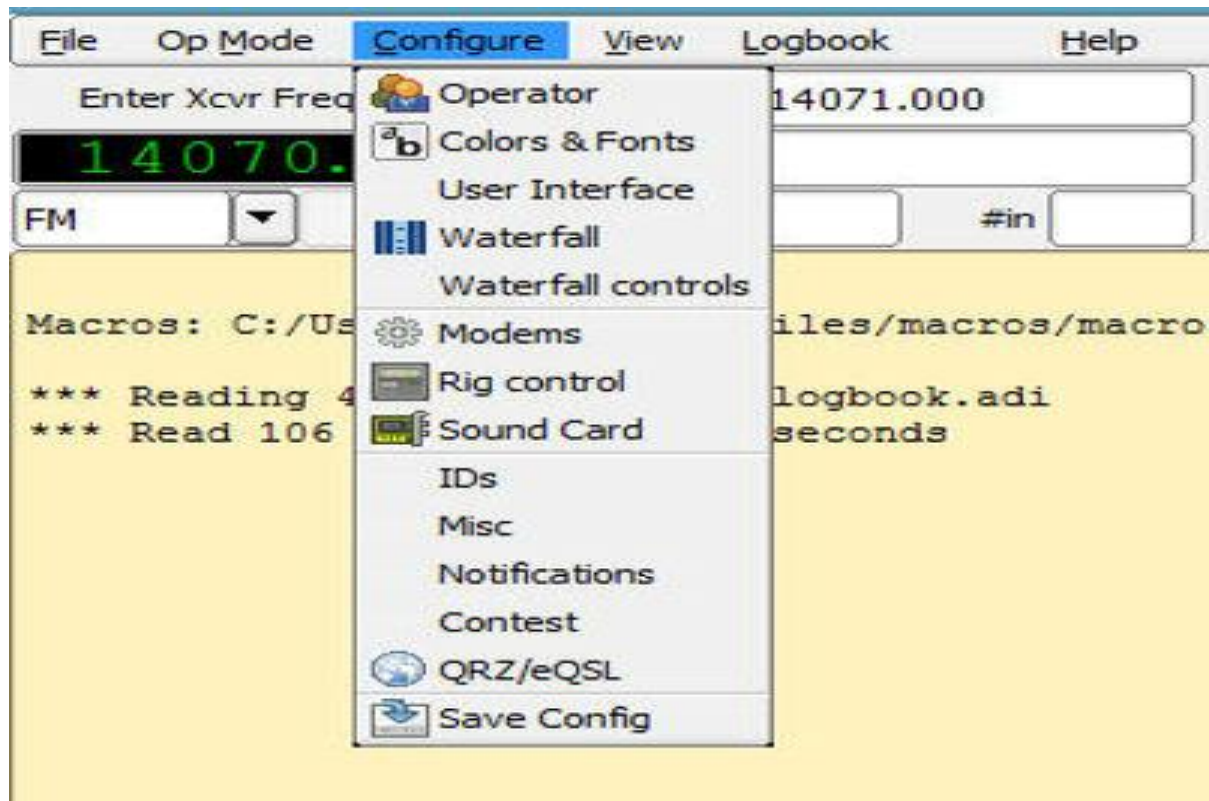 File Op Mode Configure View Logbook Help
Enter Xcvr Freq 14071.000
14070.
FM #in
Operator
Colors & Fonts
User Interface
Waterfall
Waterfall controls
Modems
Rig control
Sound Card
IDs
Misc
Notifications
Contest
QRZ/eQSL
Save Config
Macros: C:/Us iles/macros/macro
*** Reading 4 logbook.adi
*** Read 106 seconds